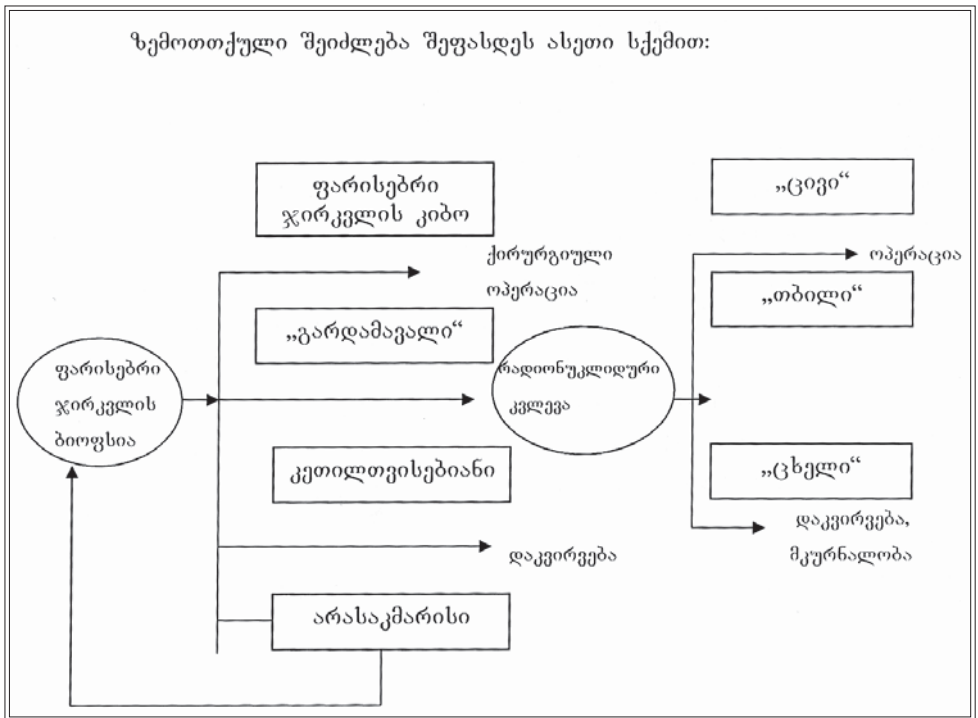 ზემოთთქული შეიძლება შეფასდეს ასეთი სქემით:
ფარისებრი
ჯირკვლის
ბიოფსია
ფარისებრი
ჯირკვლის კიბო
ქირურგიული
ოპერაცია
„გარდამავალი“
კეთილთვისებიანი
დაკვირვება
არასაკმარისი
რადიონუკლიდური
კვლევა
„ცივი“
ოპერაცია
„თბილი“
„ცხელი“
დაკვირვება,
მკურნალობა